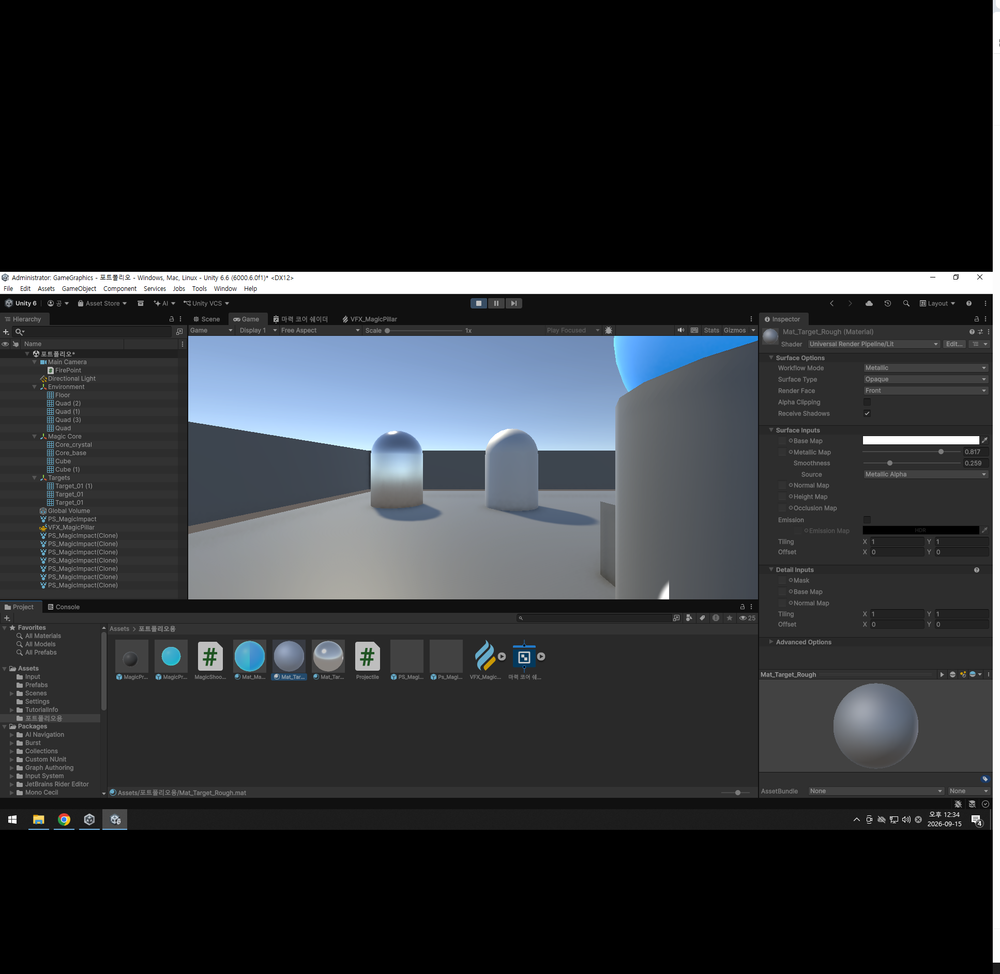 Administrator: GameGraphics - 포트폴리오 - Windows, Mac, Linux - Unity 6.6 (6000.6.0f1)* <DX12>
File Edit Assets GameObject Component Services Jobs Tools Window Help
Unity 6 공 Asset Store AI Unity VCS Layout
Hierarchy
Name
포트폴리오*
Main Camera
FirePoint
Directional Light
Environment
Floor
Quad (2)
Quad (1)
Quad (3)
Quad
Magic Core
Core_crystal
Core_base
Cube
Cube (1)
Targets
Target_01 (1)
Target_01
Target_01
Global Volume
PS_MagicImpact
VFX_MagicPillar
PS_MagicImpact(Clone)
PS_MagicImpact(Clone)
PS_MagicImpact(Clone)
PS_MagicImpact(Clone)
PS_MagicImpact(Clone)
PS_MagicImpact(Clone)
PS_MagicImpact(Clone)
Scene Game 마력 코어 쉐이더 VFX_MagicPillar
Game Display 1 Free Aspect Scale 1x Play Focused Stats Gizmos
Inspector
Mat_Target_Rough (Material)
Shader Universal Render Pipeline/Lit Edit...
Surface Options
Workflow Mode Metallic
Surface Type Opaque
Render Face Front
Alpha Clipping
Receive Shadows
Surface Inputs
Base Map
Metallic Map 0.817
Smoothness 0.259
Source Metallic Alpha
Normal Map
Height Map
Occlusion Map
Emission
Emission Map HDR
Tiling X 1 Y 1
Offset X 0 Y 0
Detail Inputs
Mask
Base Map
Normal Map
Tiling X 1 Y 1
Offset X 0 Y 0
Advanced Options
Mat_Target_Rough
AssetBundle None None
Project Console
25
Favorites
All Materials
All Models
All Prefabs
Assets
Input
Prefabs
Scenes
Settings
TutorialInfo
포트폴리오용
Packages
AI Navigation
Burst
Collections
Custom NUnit
Graph Authoring
Input System
JetBrains Rider Editor
Mono Cecil
Assets > 포트폴리오용
MagicPr... MagicPr... MagicShoo... Mat_Ma... Mat_Tar... Mat_Tar... Projectile PS_Magi... Ps_Magi... VFX_Magic... 마력 코어 쉐...
Assets/포트폴리오용/Mat_Target_Rough.mat
오후 12:34
2026-09-15
4